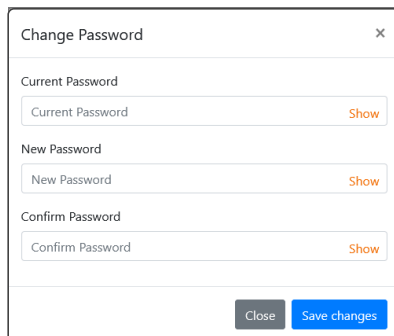 Change Password ×
Current Password
Current Password Show
New Password
New Password Show
Confirm Password
Confirm Password Show
Close Save changes